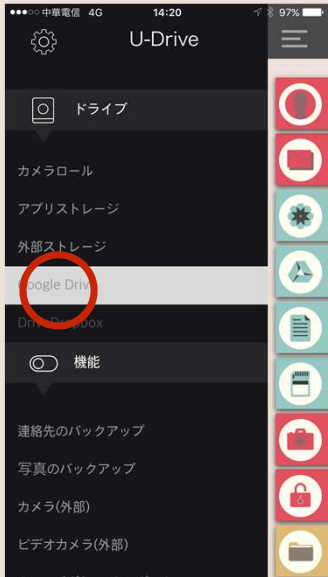 ●●●○○ 中華電信 4G 14:20 97%
U-Drive
ドライブ
カメラロール
アプリストレージ
外部ストレージ
Google Drive
DriveDropbox
機能
連絡先のバックアップ
写真のバックアップ
カメラ(外部)
ビデオカメラ(外部)